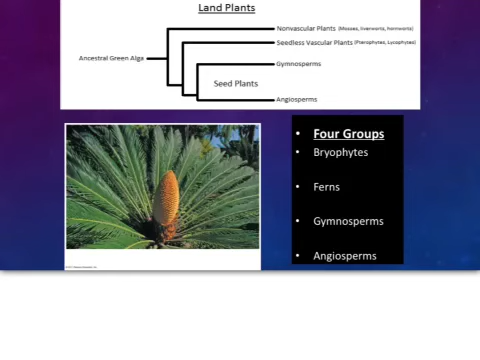 Land Plants
Nonvascular Plants (Mosses, liverworts, hornworts)
Seedless Vascular Plants (Pterophytes, Lycophytes)
Ancestral Green Alga
Gymnosperms
Seed Plants
Angiosperms
• Four Groups
• Bryophytes
• Ferns
• Gymnosperms
• Angiosperms